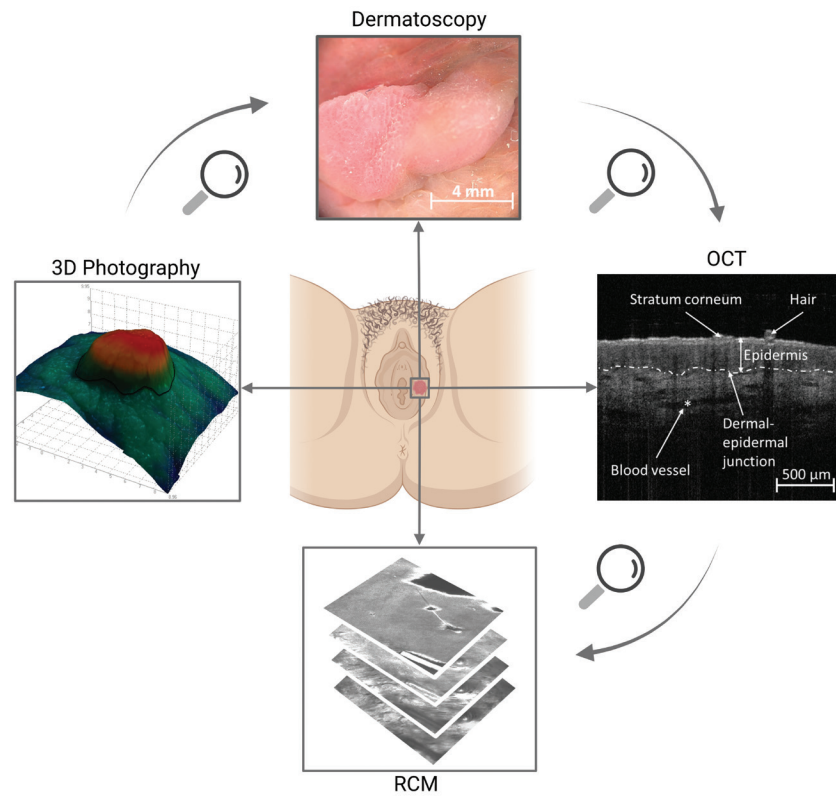 Dermatoscopy
4 mm
3D Photography
OCT
Stratum corneum
Hair
Epidermis
*
Dermal-
epidermal
junction
Blood vessel
500 µm
RCM